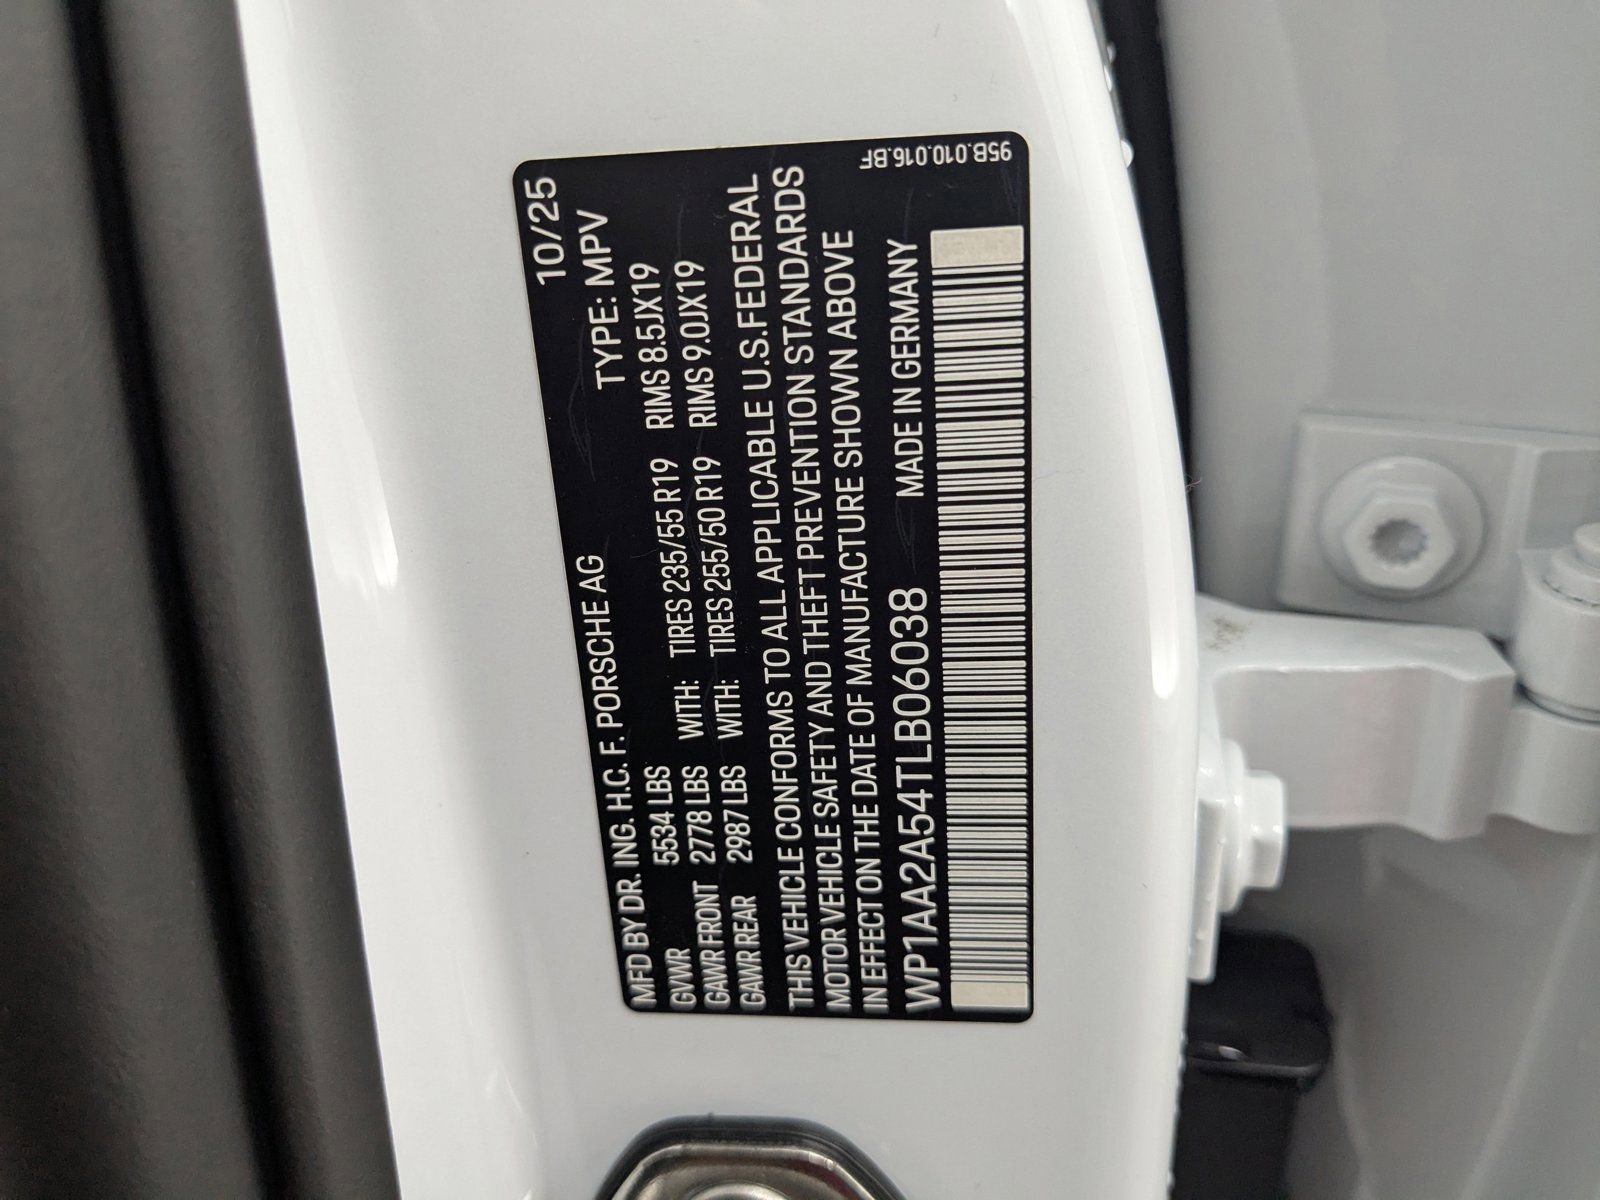 MFD BY DR. ING. H.C. F. PORSCHE AG 10/25
TYPE: MPV
GVWR 5534 LBS WITH: TIRES 235/55 R19 RIMS 8.5JX19
GAWR FRONT 2778 LBS WITH: TIRES 255/50 R19 RIMS 9.0JX19
GAWR REAR 2987 LBS
THIS VEHICLE CONFORMS TO ALL APPLICABLE U.S.FEDERAL
MOTOR VEHICLE SAFETY AND THEFT PREVENTION STANDARDS
IN EFFECT ON THE DATE OF MANUFACTURE SHOWN ABOVE
WP1AA2A54TLB06038 MADE IN GERMANY
95B.010.016.BF